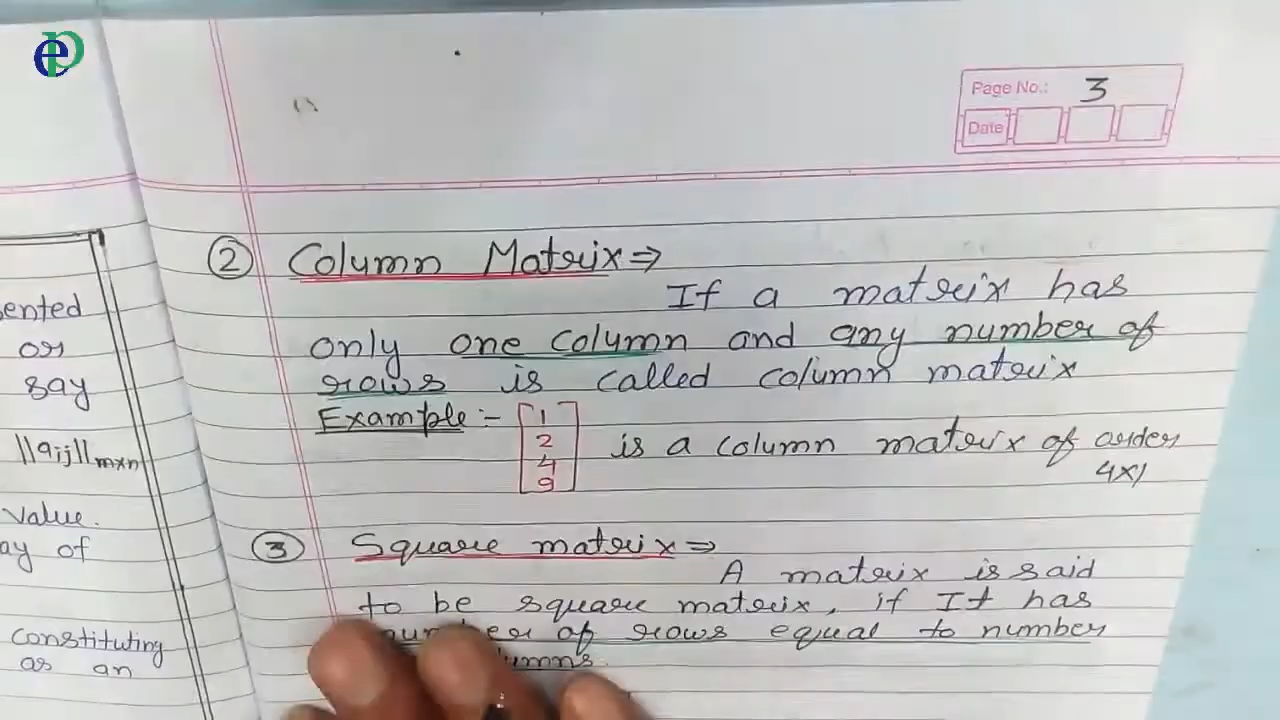 ep
Page No.: 3
Date
② Column Matrix ⇒
If a matrix has
only one column and any number of
rows is called column matrix
Example :- [1 2 4 9] is a column matrix of order
4×1
③ Square matrix ⇒
A matrix is said
to be square matrix, if It has
number of rows equal to number
ented
or
say
||aij||m×n
value.
ay of
constituting
as an